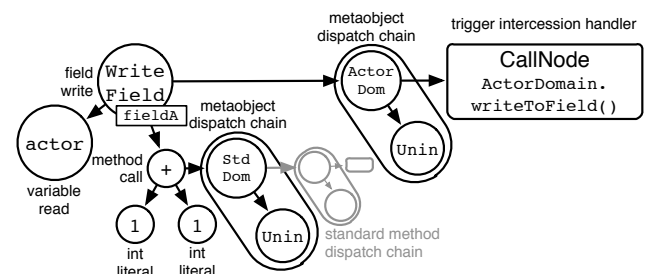 metaobject
dispatch chain
trigger intercession handler
field
write
Write
Field
fieldA
Actor
Dom
CallNode
ActorDomain.
writeToField()
metaobject
dispatch chain
actor
variable
read
method
call
+
Std
Dom
Unin
1
1
Unin
standard method
dispatch chain
int
literal
int
literal